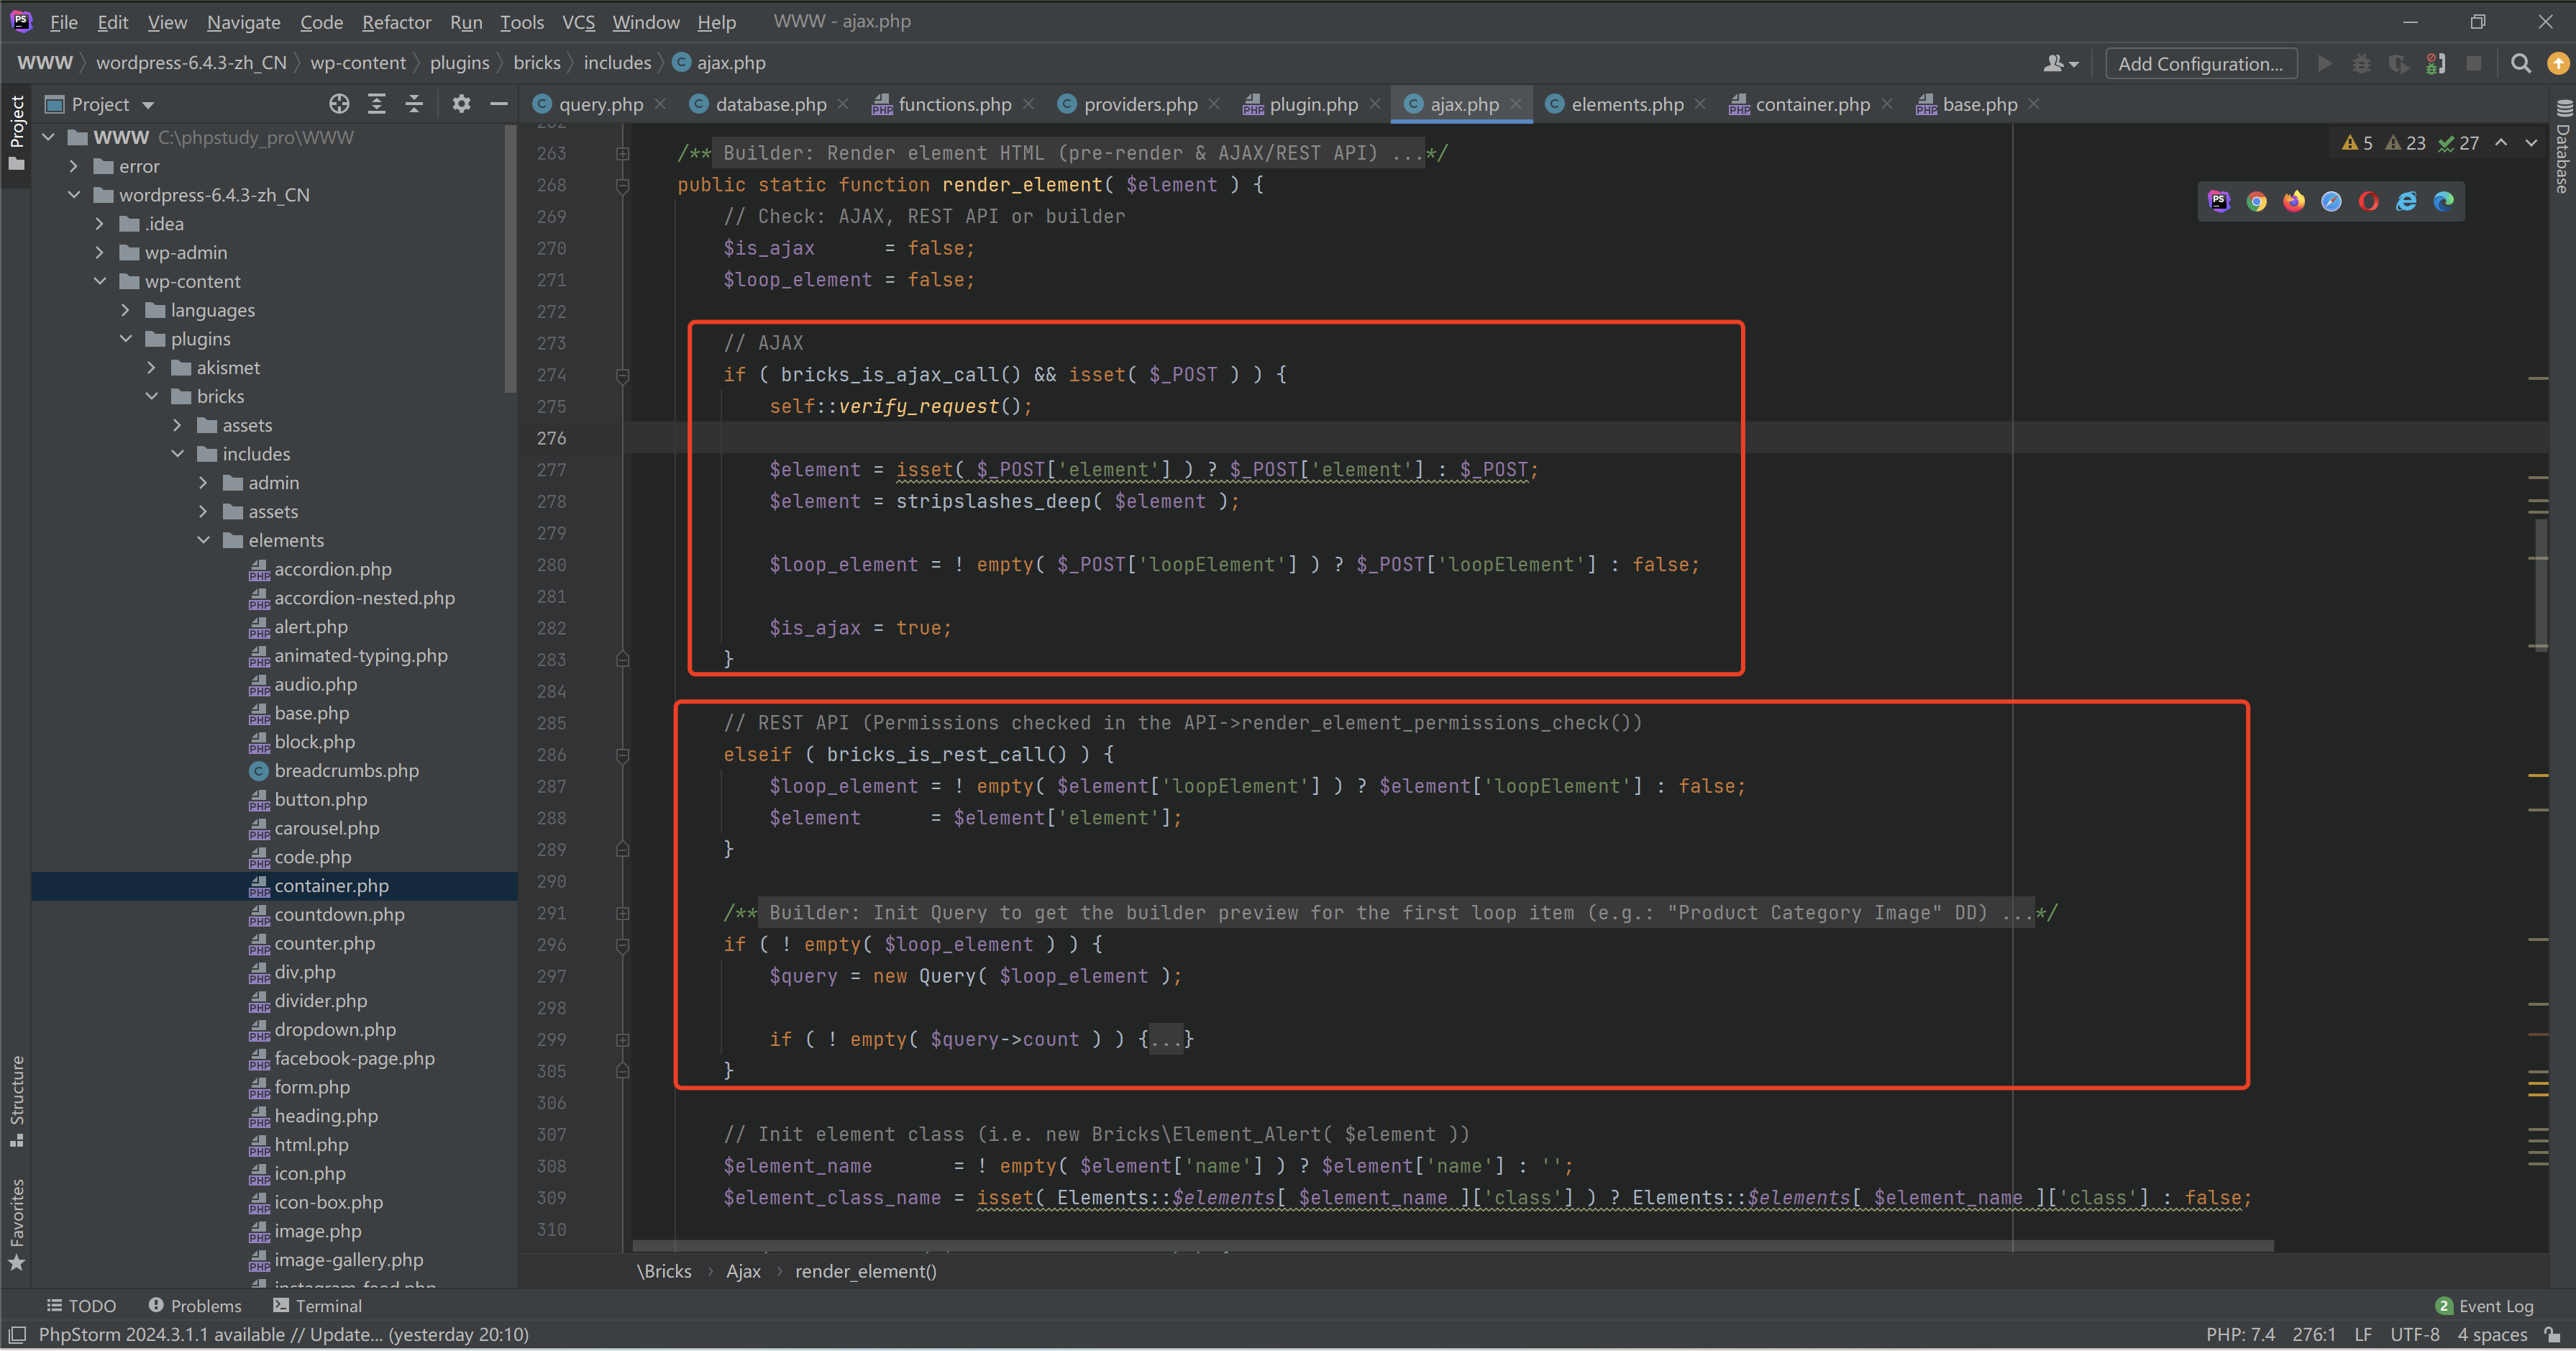 File Edit View Navigate Code Refactor Run Tools VCS Window Help WWW - ajax.php
WWW wordpress-6.4.3-zh_CN wp-content plugins bricks includes ajax.php Add Configuration...
Project
query.php database.php functions.php providers.php plugin.php ajax.php elements.php container.php base.php
Project
Structure
Favorites
WWW C:\phpstudy_pro\WWW
error
wordpress-6.4.3-zh_CN
.idea
wp-admin
wp-content
languages
plugins
akismet
bricks
assets
includes
admin
assets
elements
accordion.php
accordion-nested.php
alert.php
animated-typing.php
audio.php
base.php
block.php
breadcrumbs.php
button.php
carousel.php
code.php
container.php
countdown.php
counter.php
div.php
divider.php
dropdown.php
facebook-page.php
form.php
heading.php
html.php
icon.php
icon-box.php
image.php
image-gallery.php
instagram-feed.php
5 23 27
Database
263 /** Builder: Render element HTML (pre-render & AJAX/REST API) ...*/
268 public static function render_element( $element ) {
269 // Check: AJAX, REST API or builder
270 $is_ajax = false;
271 $loop_element = false;
272
273 // AJAX
274 if ( bricks_is_ajax_call() && isset( $_POST ) ) {
275 self::verify_request();
276
277 $element = isset( $_POST['element'] ) ? $_POST['element'] : $_POST;
278 $element = stripslashes_deep( $element );
279
280 $loop_element = ! empty( $_POST['loopElement'] ) ? $_POST['loopElement'] : false;
281
282 $is_ajax = true;
283 }
284
285 // REST API (Permissions checked in the API->render_element_permissions_check())
286 elseif ( bricks_is_rest_call() ) {
287 $loop_element = ! empty( $element['loopElement'] ) ? $element['loopElement'] : false;
288 $element = $element['element'];
289 }
290
291 /** Builder: Init Query to get the builder preview for the first loop item (e.g.: "Product Category Image" DD) ...*/
296 if ( ! empty( $loop_element ) ) {
297 $query = new Query( $loop_element );
298
299 if ( ! empty( $query->count ) ) {...}
305 }
306
307 // Init element class (i.e. new Bricks\Element_Alert( $element ))
308 $element_name = ! empty( $element['name'] ) ? $element['name'] : '';
309 $element_class_name = isset( Elements::$elements[ $element_name ]['class'] ) ? Elements::$elements[ $element_name ]['class'] : false;
310
\Bricks Ajax render_element()
TODO Problems Terminal 2 Event Log
PhpStorm 2024.3.1.1 available // Update... (yesterday 20:10) PHP: 7.4 276:1 LF UTF-8 4 spaces